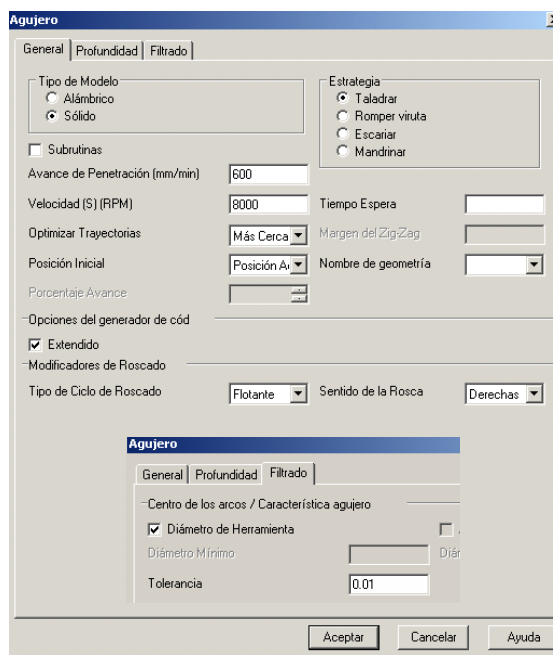 Agujero
General Profundidad Filtrado
Tipo de Modelo
Alámbrico
Sólido
Estrategia
Taladrar
Romper viruta
Escariar
Mandrinar
Subrutinas
Avance de Penetración (mm/min) 600
Velocidad (S) (RPM) 8000 Tiempo Espera
Optimizar Trayectorias Más Cerca Margen del Zig-Zag
Posición Inicial Posición A Nombre de geometría
Porcentaje Avance
Opciones del generador de cód
Extendido
Modificadores de Roscado
Tipo de Ciclo de Roscado Flotante Sentido de la Rosca Derechas
Agujero
General Profundidad Filtrado
Centro de los arcos / Característica agujero
Diámetro de Herramienta
Diámetro Mínimo Diár
Tolerancia 0.01
Aceptar Cancelar Ayuda